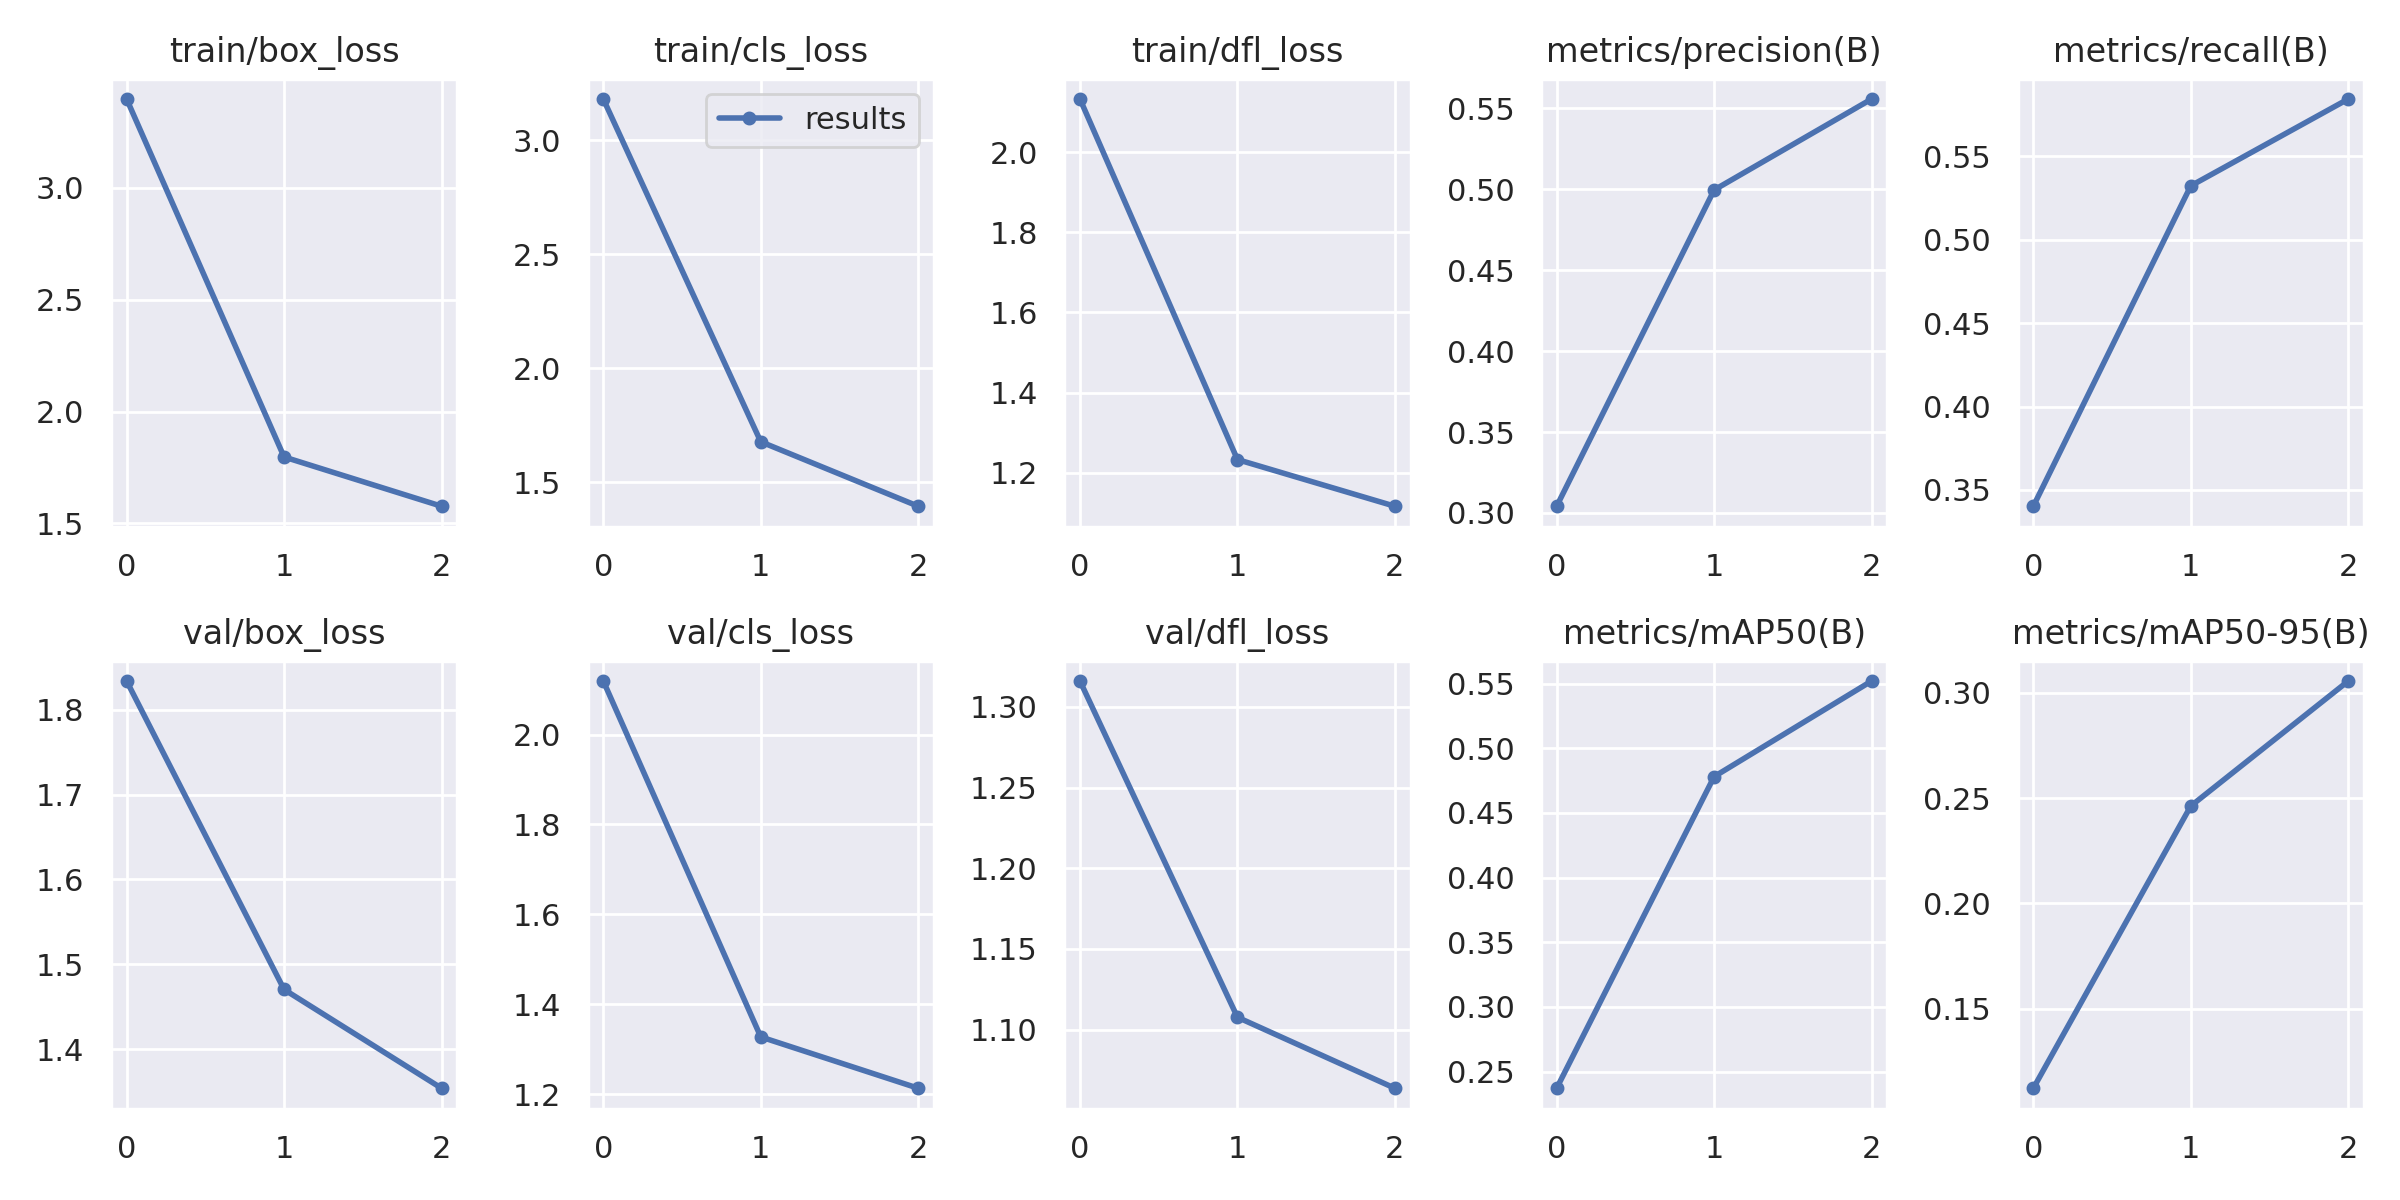 train/box_loss
3.0
2.5
2.0
1.5
0 1 2
train/cls_loss
results
3.0
2.5
2.0
1.5
0 1 2
train/dfl_loss
2.0
1.8
1.6
1.4
1.2
0 1 2
metrics/precision(B)
0.55
0.50
0.45
0.40
0.35
0.30
0 1 2
metrics/recall(B)
0.55
0.50
0.45
0.40
0.35
0 1 2
val/box_loss
1.8
1.7
1.6
1.5
1.4
0 1 2
val/cls_loss
2.0
1.8
1.6
1.4
1.2
0 1 2
val/dfl_loss
1.30
1.25
1.20
1.15
1.10
0 1 2
metrics/mAP50(B)
0.55
0.50
0.45
0.40
0.35
0.30
0.25
0 1 2
metrics/mAP50-95(B)
0.30
0.25
0.20
0.15
0 1 2